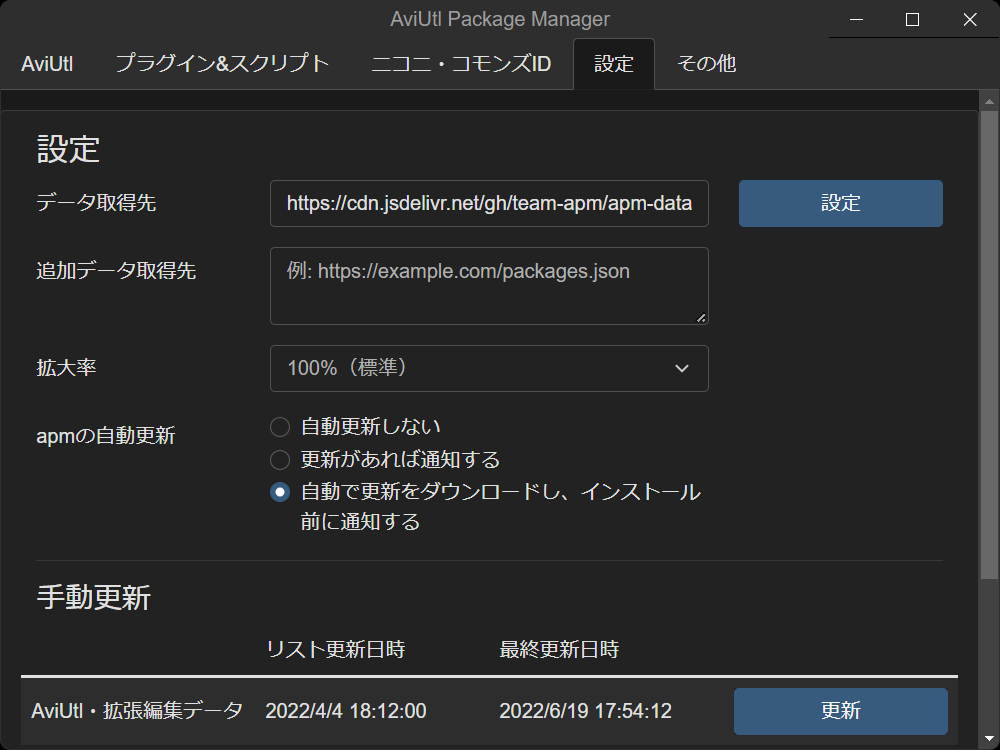 AviUtl Package Manager
AviUtl プラグイン&スクリプト ニコニ・コモンズID 設定 その他
設定
データ取得先 https://cdn.jsdelivr.net/gh/team-apm/apm-data 設定
追加データ取得先 例: https://example.com/packages.json
拡大率 100%（標準）
apmの自動更新 自動更新しない
更新があれば通知する
自動で更新をダウンロードし、インストール
前に通知する
手動更新
リスト更新日時 最終更新日時
AviUtl・拡張編集データ 2022/4/4 18:12:00 2022/6/19 17:54:12 更新